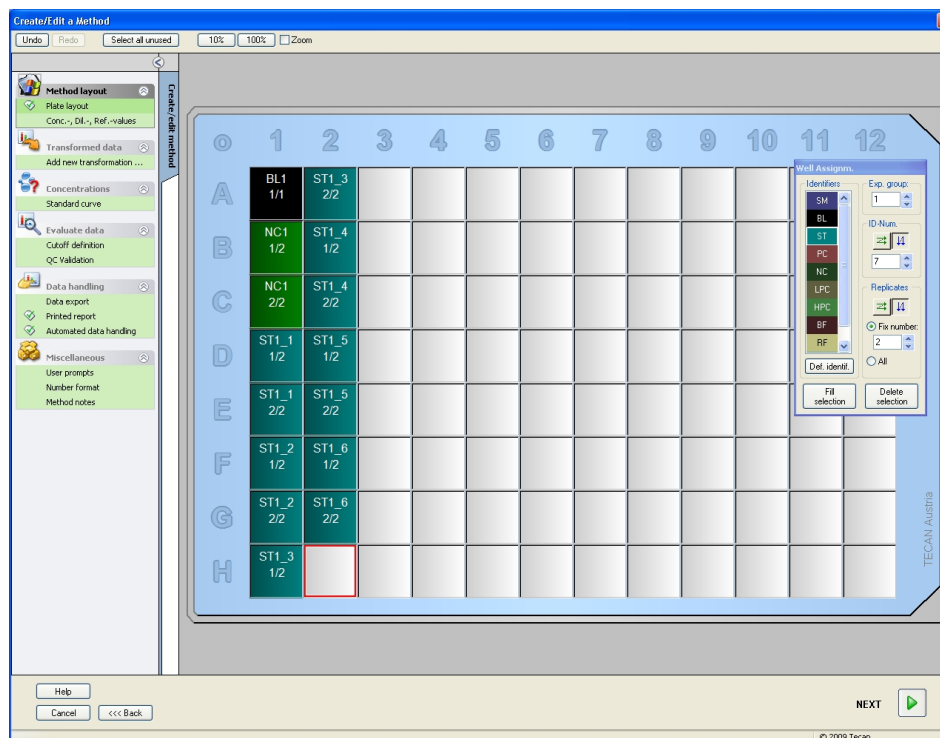 Create/Edit a Method
Undo Redo Select all unused 10% 100% Zoom
Method layout
Plate layout
Conc.-, Dil.-, Ref.-values
Transformed data
Add new transformation ...
Concentrations
Standard curve
Evaluate data
Cutoff definition
QC Validation
Data handling
Data export
Printed report
Automated data handling
Miscellaneous
User prompts
Number format
Method notes
Create/edit method
o 1 2 3 4 5 6 7 8 9 10 11 12
A
BL1 ST1_3
1/1 2/2
B
NC1 ST1_4
1/2 1/2
C
NC1 ST1_4
2/2 2/2
D
ST1_1 ST1_5
1/2 1/2
E
ST1_1 ST1_5
2/2 2/2
F
ST1_2 ST1_6
1/2 1/2
G
ST1_2 ST1_6
2/2 2/2
H
ST1_3
1/2
Well Assignm.
Identifiers
SM
BL
ST
PC
NC
LPC
HPC
BF
RF
Def. identif.
Fill
selection
Exp. group:
1
ID-Num.
7
Replicates
Fix number:
2
All
Delete
selection
TECAN Austria
Help
Cancel <<< Back
NEXT
© 2009 Tecan